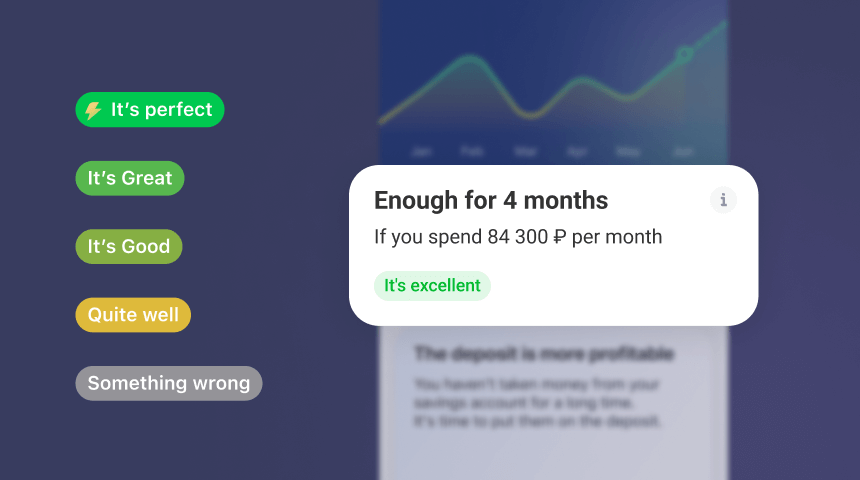 It's perfect
It's Great
It's Good
Quite well
Something wrong
Jan Feb Mar Apr May Jun
Enough for 4 months
i
If you spend 84 300 ₽ per month
It's excellent
The deposit is more profitable
You haven't taken money from your
savings account for a long time.
It's time to put them on the deposit.